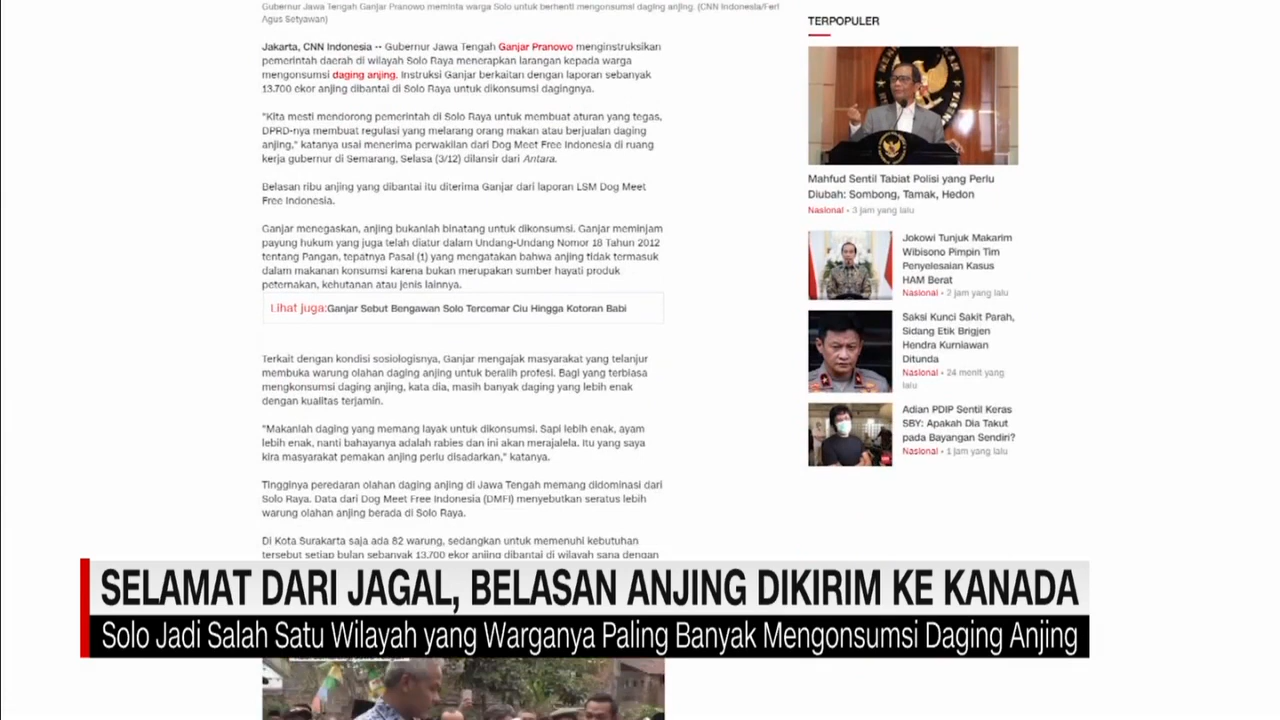 Gubernur Jawa Tengah Ganjar Pranowo meminta warga Solo untuk berhenti mengonsumsi daging anjing. (CNN Indonesia/Feri
Agus Setyawan)
Jakarta, CNN Indonesia -- Gubernur Jawa Tengah Ganjar Pranowo menginstruksikan
pemerintah daerah di wilayah Solo Raya menerapkan larangan kepada warga
mengonsumsi daging anjing. Instruksi Ganjar berkaitan dengan laporan sebanyak
13.700 ekor anjing dibantai di Solo Raya untuk dikonsumsi dagingnya.
"Kita mesti mendorong pemerintah di Solo Raya untuk membuat aturan yang tegas,
DPRD-nya membuat regulasi yang melarang orang makan atau berjualan daging
anjing," katanya usai menerima perwakilan dari Dog Meet Free Indonesia di ruang
kerja gubernur di Semarang, Selasa (3/12) dilansir dari Antara.
Belasan ribu anjing yang dibantai itu diterima Ganjar dari laporan LSM Dog Meet
Free Indonesia.
Ganjar menegaskan, anjing bukanlah binatang untuk dikonsumsi. Ganjar meminjam
payung hukum yang juga telah diatur dalam Undang-Undang Nomor 18 Tahun 2012
tentang Pangan, tepatnya Pasal (1) yang mengatakan bahwa anjing tidak termasuk
dalam makanan konsumsi karena bukan merupakan sumber hayati produk
peternakan, kehutanan atau jenis lainnya.
Lihat juga:Ganjar Sebut Bengawan Solo Tercemar Ciu Hingga Kotoran Babi
Terkait dengan kondisi sosiologisnya, Ganjar mengajak masyarakat yang telanjur
membuka warung olahan daging anjing untuk beralih profesi. Bagi yang terbiasa
mengkonsumsi daging anjing, kata dia, masih banyak daging yang lebih enak
dengan kualitas terjamin.
"Makanlah daging yang memang layak untuk dikonsumsi. Sapi lebih enak, ayam
lebih enak, nanti bahayanya adalah rabies dan ini akan merajalela. Itu yang saya
kira masyarakat pemakan anjing perlu disadarkan," katanya.
Tingginya peredaran olahan daging anjing di Jawa Tengah memang didominasi dari
Solo Raya. Data dari Dog Meet Free Indonesia (DMFI) menyebutkan seratus lebih
warung olahan anjing berada di Solo Raya.
Di Kota Surakarta saja ada 82 warung, sedangkan untuk memenuhi kebutuhan
tersebut setiap bulan sebanyak 13.700 ekor anjing dibantai di wilayah sana dengan
TERPOPULER
Mahfud Sentil Tabiat Polisi yang Perlu
Diubah: Sombong, Tamak, Hedon
Nasional • 3 jam yang lalu
Jokowi Tunjuk Makarim
Wibisono Pimpin Tim
Penyelesaian Kasus
HAM Berat
Nasional • 2 jam yang lalu
Saksi Kunci Sakit Parah,
Sidang Etik Brigjen
Hendra Kurniawan
Ditunda
Nasional • 24 menit yang
lalu
Adian PDIP Sentil Keras
SBY: Apakah Dia Takut
pada Bayangan Sendiri?
Nasional • 1 jam yang lalu
SELAMAT DARI JAGAL, BELASAN ANJING DIKIRIM KE KANADA
Solo Jadi Salah Satu Wilayah yang Warganya Paling Banyak Mengonsumsi Daging Anjing